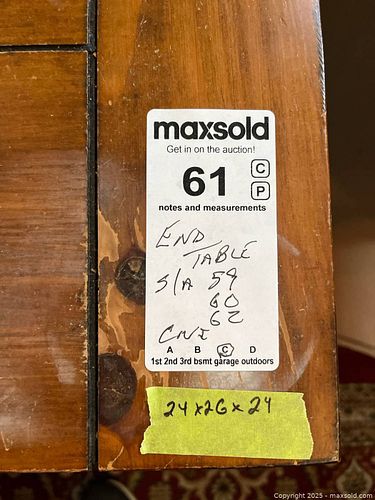 maxsold
Get in on the auction!
61 C
P
notes and measurements
END
TABLE
S/A 59
60
62
CNI
A B C D
1st 2nd 3rd bsmt garage outdoors
24x26x24
Copyright 2025 - maxsold.com